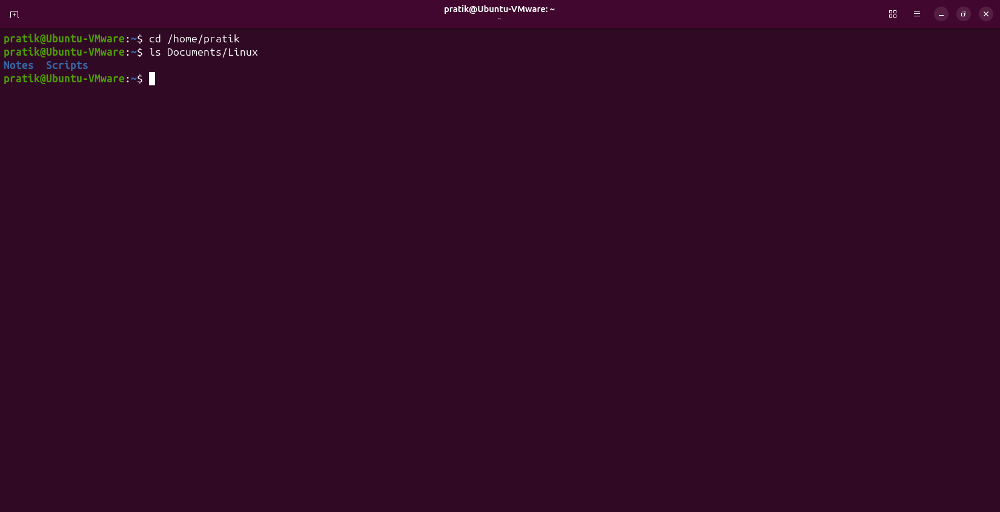 pratik@Ubuntu-VMware: ~
~
pratik@Ubuntu-VMware:~$ cd /home/pratik
pratik@Ubuntu-VMware:~$ ls Documents/Linux
Notes  Scripts
pratik@Ubuntu-VMware:~$